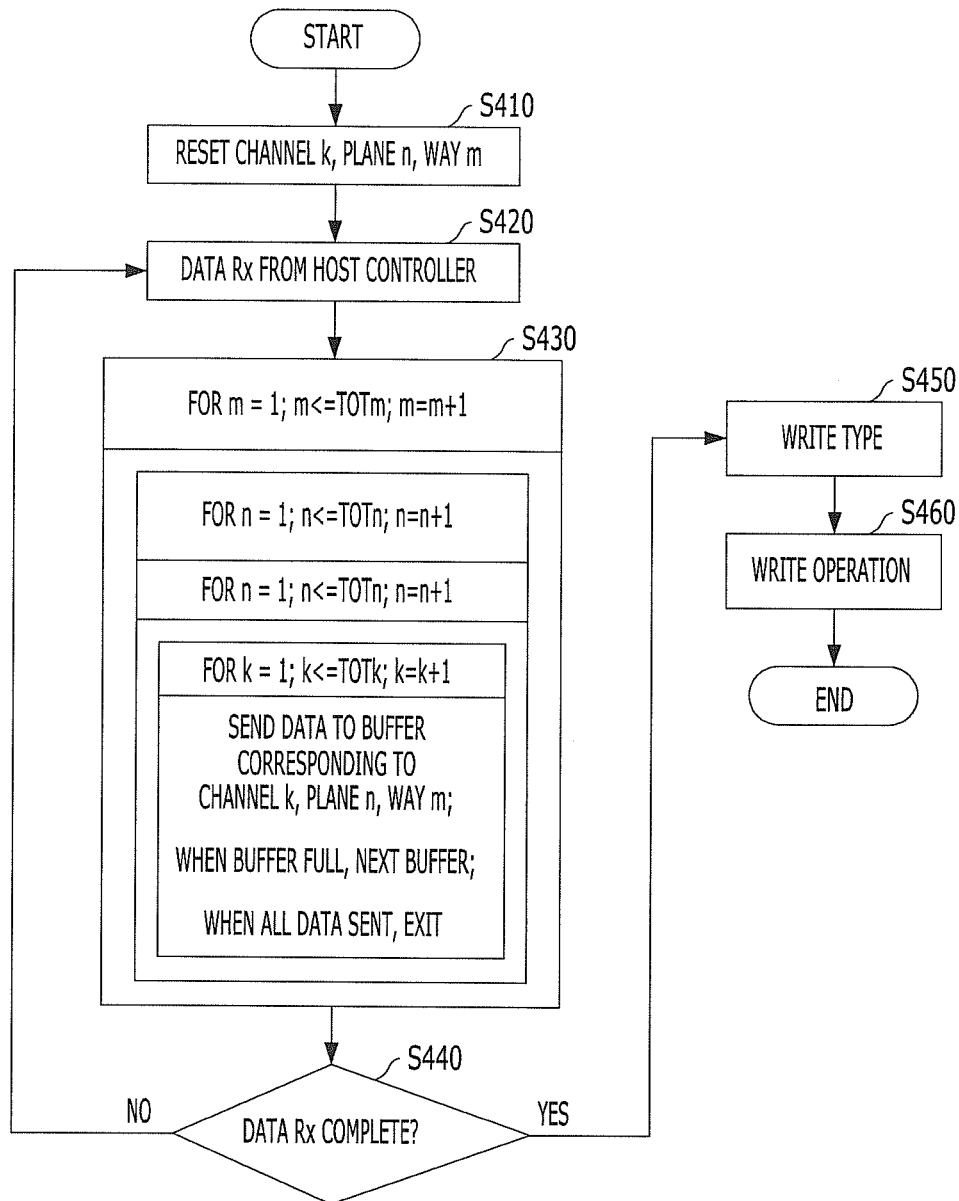 START
S410
RESET CHANNEL k, PLANE n, WAY m
S420
DATA Rx FROM HOST CONTROLLER
S430
FOR m = 1; m<=TOTm; m=m+1
FOR n = 1; n<=TOTn; n=n+1
FOR n = 1; n<=TOTn; n=n+1
FOR k = 1; k<=TOTk; k=k+1
SEND DATA TO BUFFER
CORRESPONDING TO
CHANNEL k, PLANE n, WAY m;
WHEN BUFFER FULL, NEXT BUFFER;
WHEN ALL DATA SENT, EXIT
S440
NO
DATA Rx COMPLETE?
YES
S450
WRITE TYPE
S460
WRITE OPERATION
END